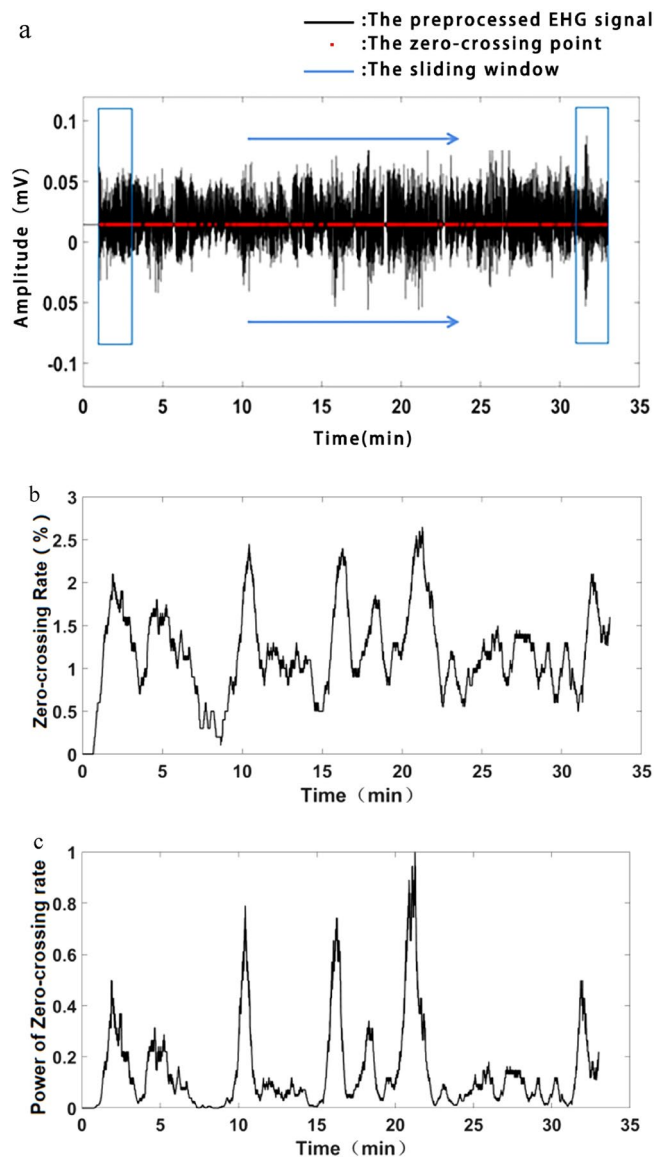 a
:The preprocessed EHG signal
:The zero-crossing point
:The sliding window
Amplitude (mV)
0.1
0.05
0
0.05
-0.1
0 5 10 15 20 25 30 35
Time(min)
b
Zero-crossing Rate (%)
3
2.5
2
1.5
1
0.5
0
0 5 10 15 20 25 30 35
Time (min)
c
Power of Zero-crossing rate
1
0.8
0.6
0.4
0.2
0
0 5 10 15 20 25 30 35
Time (min)